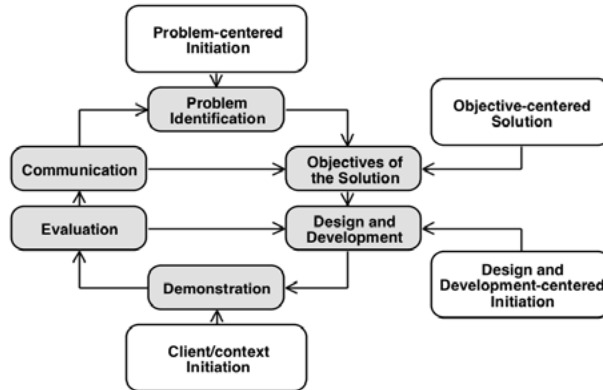 Problem-centered
Initiation
Problem
Identification
Objective-centered
Solution
Communication
Objectives of
the Solution
Evaluation
Design and
Development
Demonstration
Design and
Development-centered
Initiation
Client/context
Initiation